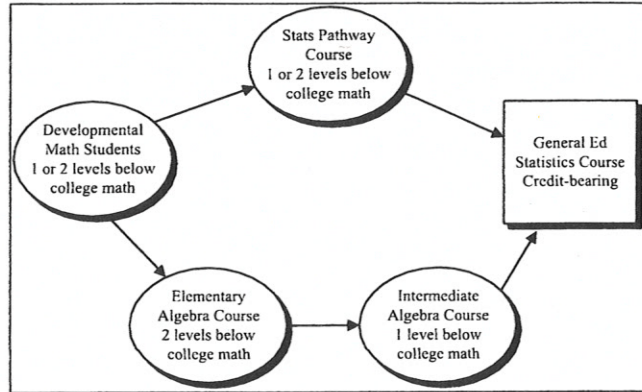 Stats Pathway
Course
1 or 2 levels below
college math
Developmental
Math Students
1 or 2 levels below
college math
General Ed
Statistics Course
Credit-bearing
Elementary
Algebra Course
2 levels below
college math
Intermediate
Algebra Course
1 level below
college math